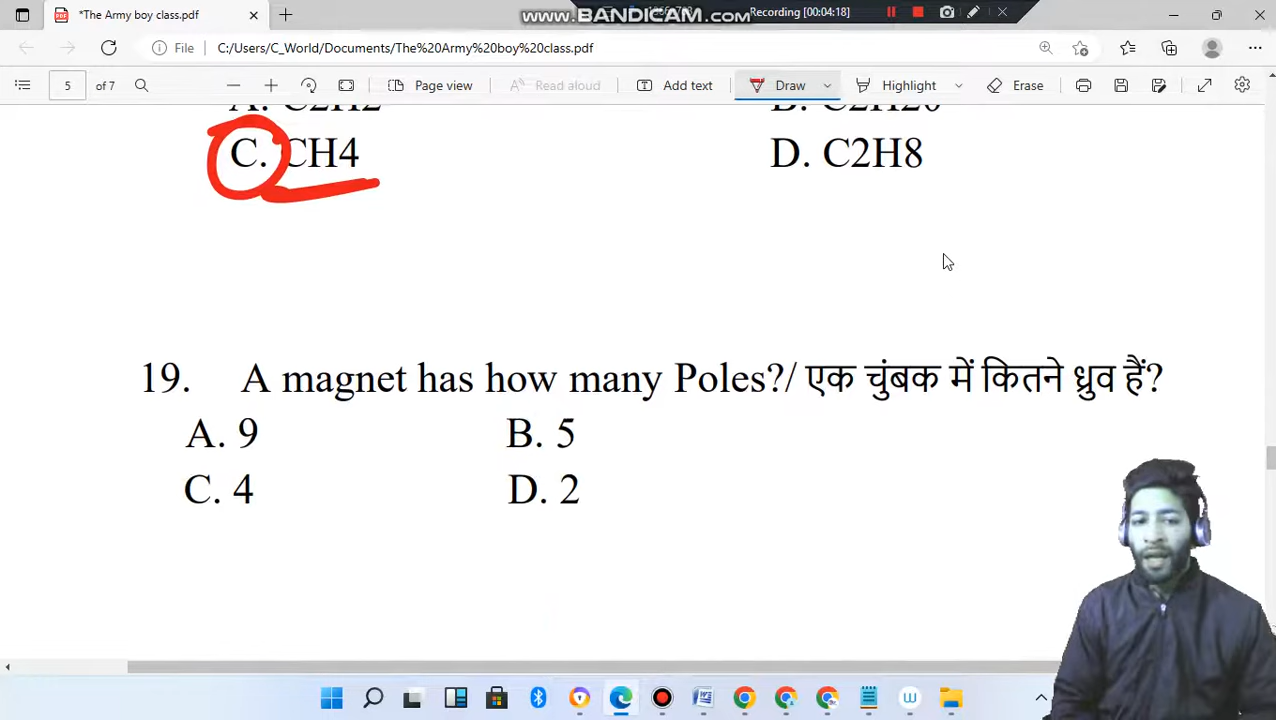 *The Army boy class.pdf
www.BANDICAM.com
Recording [00:04:18]
File
C:/Users/C_World/Documents/The%20Army%20boy%20class.pdf
5 of 7
Page view
Read aloud
Add text
Draw
Highlight
Erase
A. C2H2 B. C2H20
C. CH4 D. C2H8
19. A magnet has how many Poles?/ एक चुंबक में कितने ध्रुव हैं?
A. 9 B. 5
C. 4 D. 2